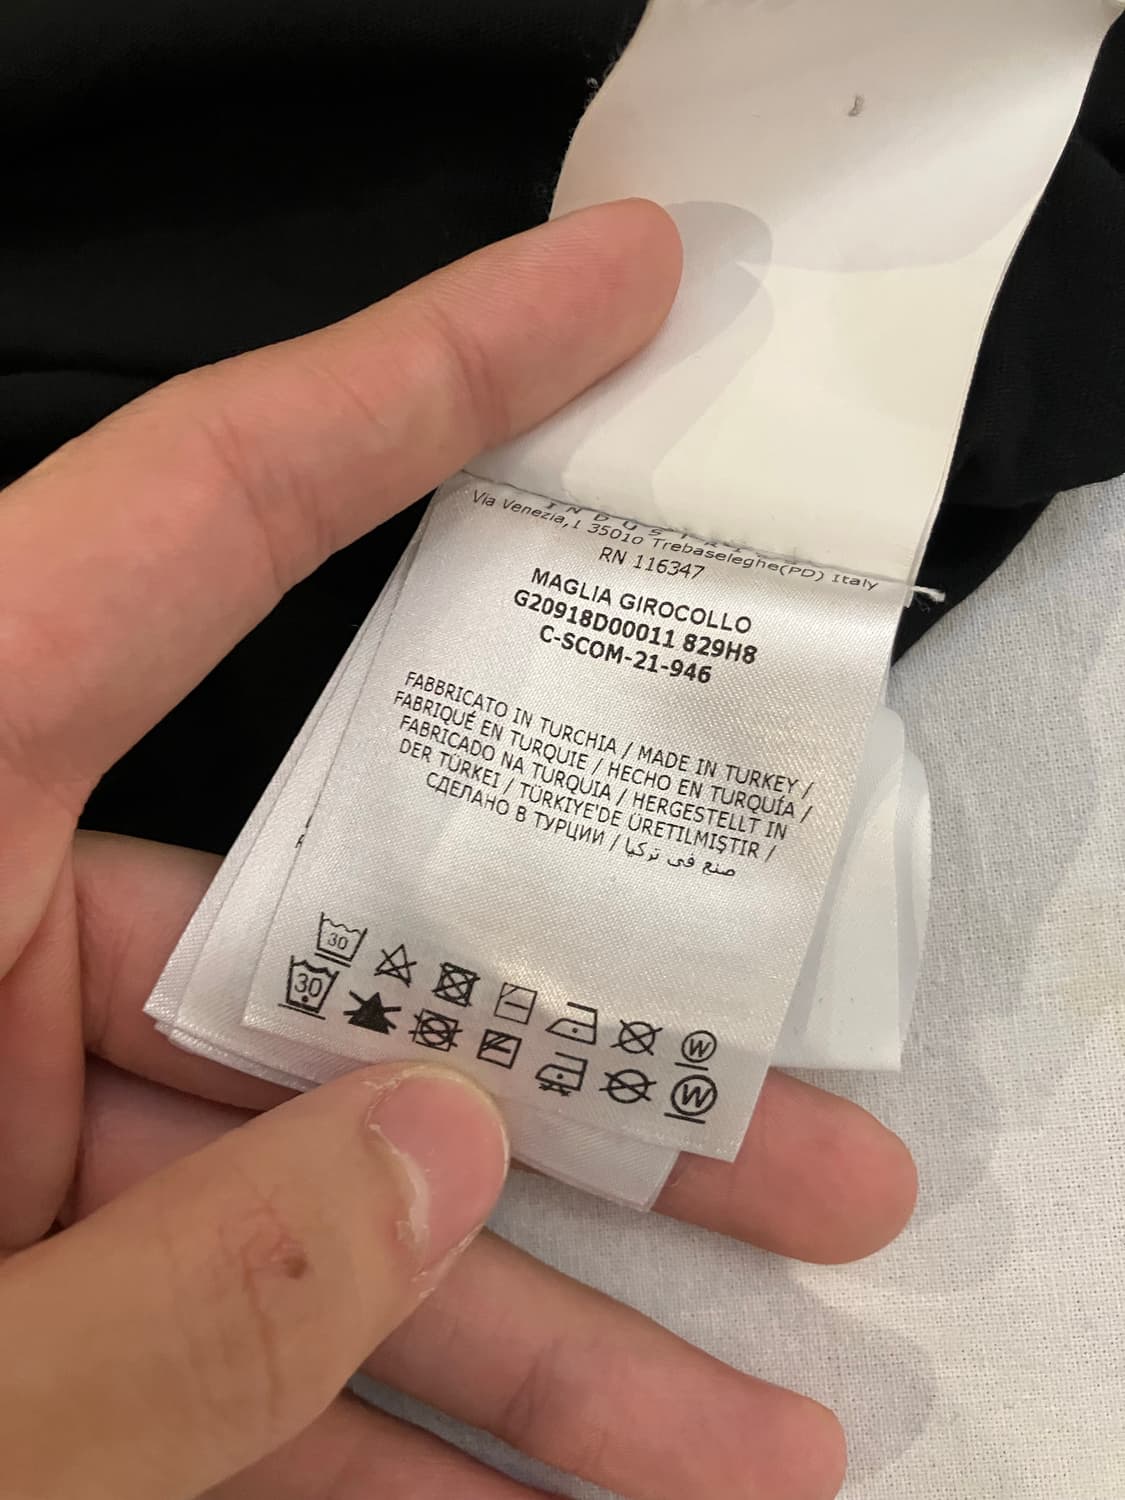 INDUSTRIES
Via Venezia,1 35010 Trebaseleghe(PD) Italy
RN 116347
MAGLIA GIROCOLLO
G20918D00011 829H8
C-SCOM-21-946
FABBRICATO IN TURCHIA / MADE IN TURKEY /
FABRIQUÉ EN TURQUIE / HECHO EN TURQUÍA /
FABRICADO NA TURQUIA / HERGESTELLT IN
DER TÜRKEI / TÜRKIYE'DE ÜRETILMIŞTIR /
СДЕЛАНО В ТУРЦИИ / صنع في تركيا
30
W
30
W